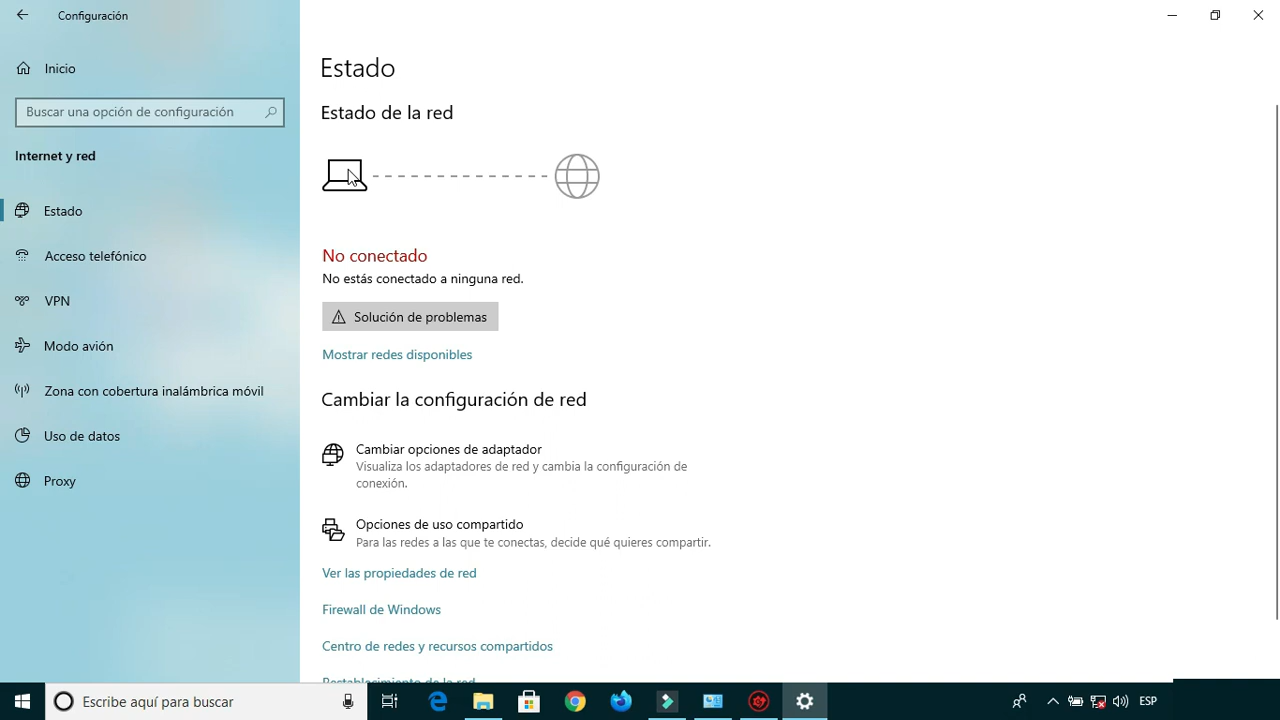 Configuración
Inicio
Buscar una opción de configuración
Internet y red
Estado
Acceso telefónico
VPN
Modo avión
Zona con cobertura inalámbrica móvil
Uso de datos
Proxy
Estado
Estado de la red
No conectado
No estás conectado a ninguna red.
Solución de problemas
Mostrar redes disponibles
Cambiar la configuración de red
Cambiar opciones de adaptador
Visualiza los adaptadores de red y cambia la configuración de
conexión.
Opciones de uso compartido
Para las redes a las que te conectas, decide qué quieres compartir.
Ver las propiedades de red
Firewall de Windows
Centro de redes y recursos compartidos
Restablecimiento de la red
Escribe aquí para buscar
ESP